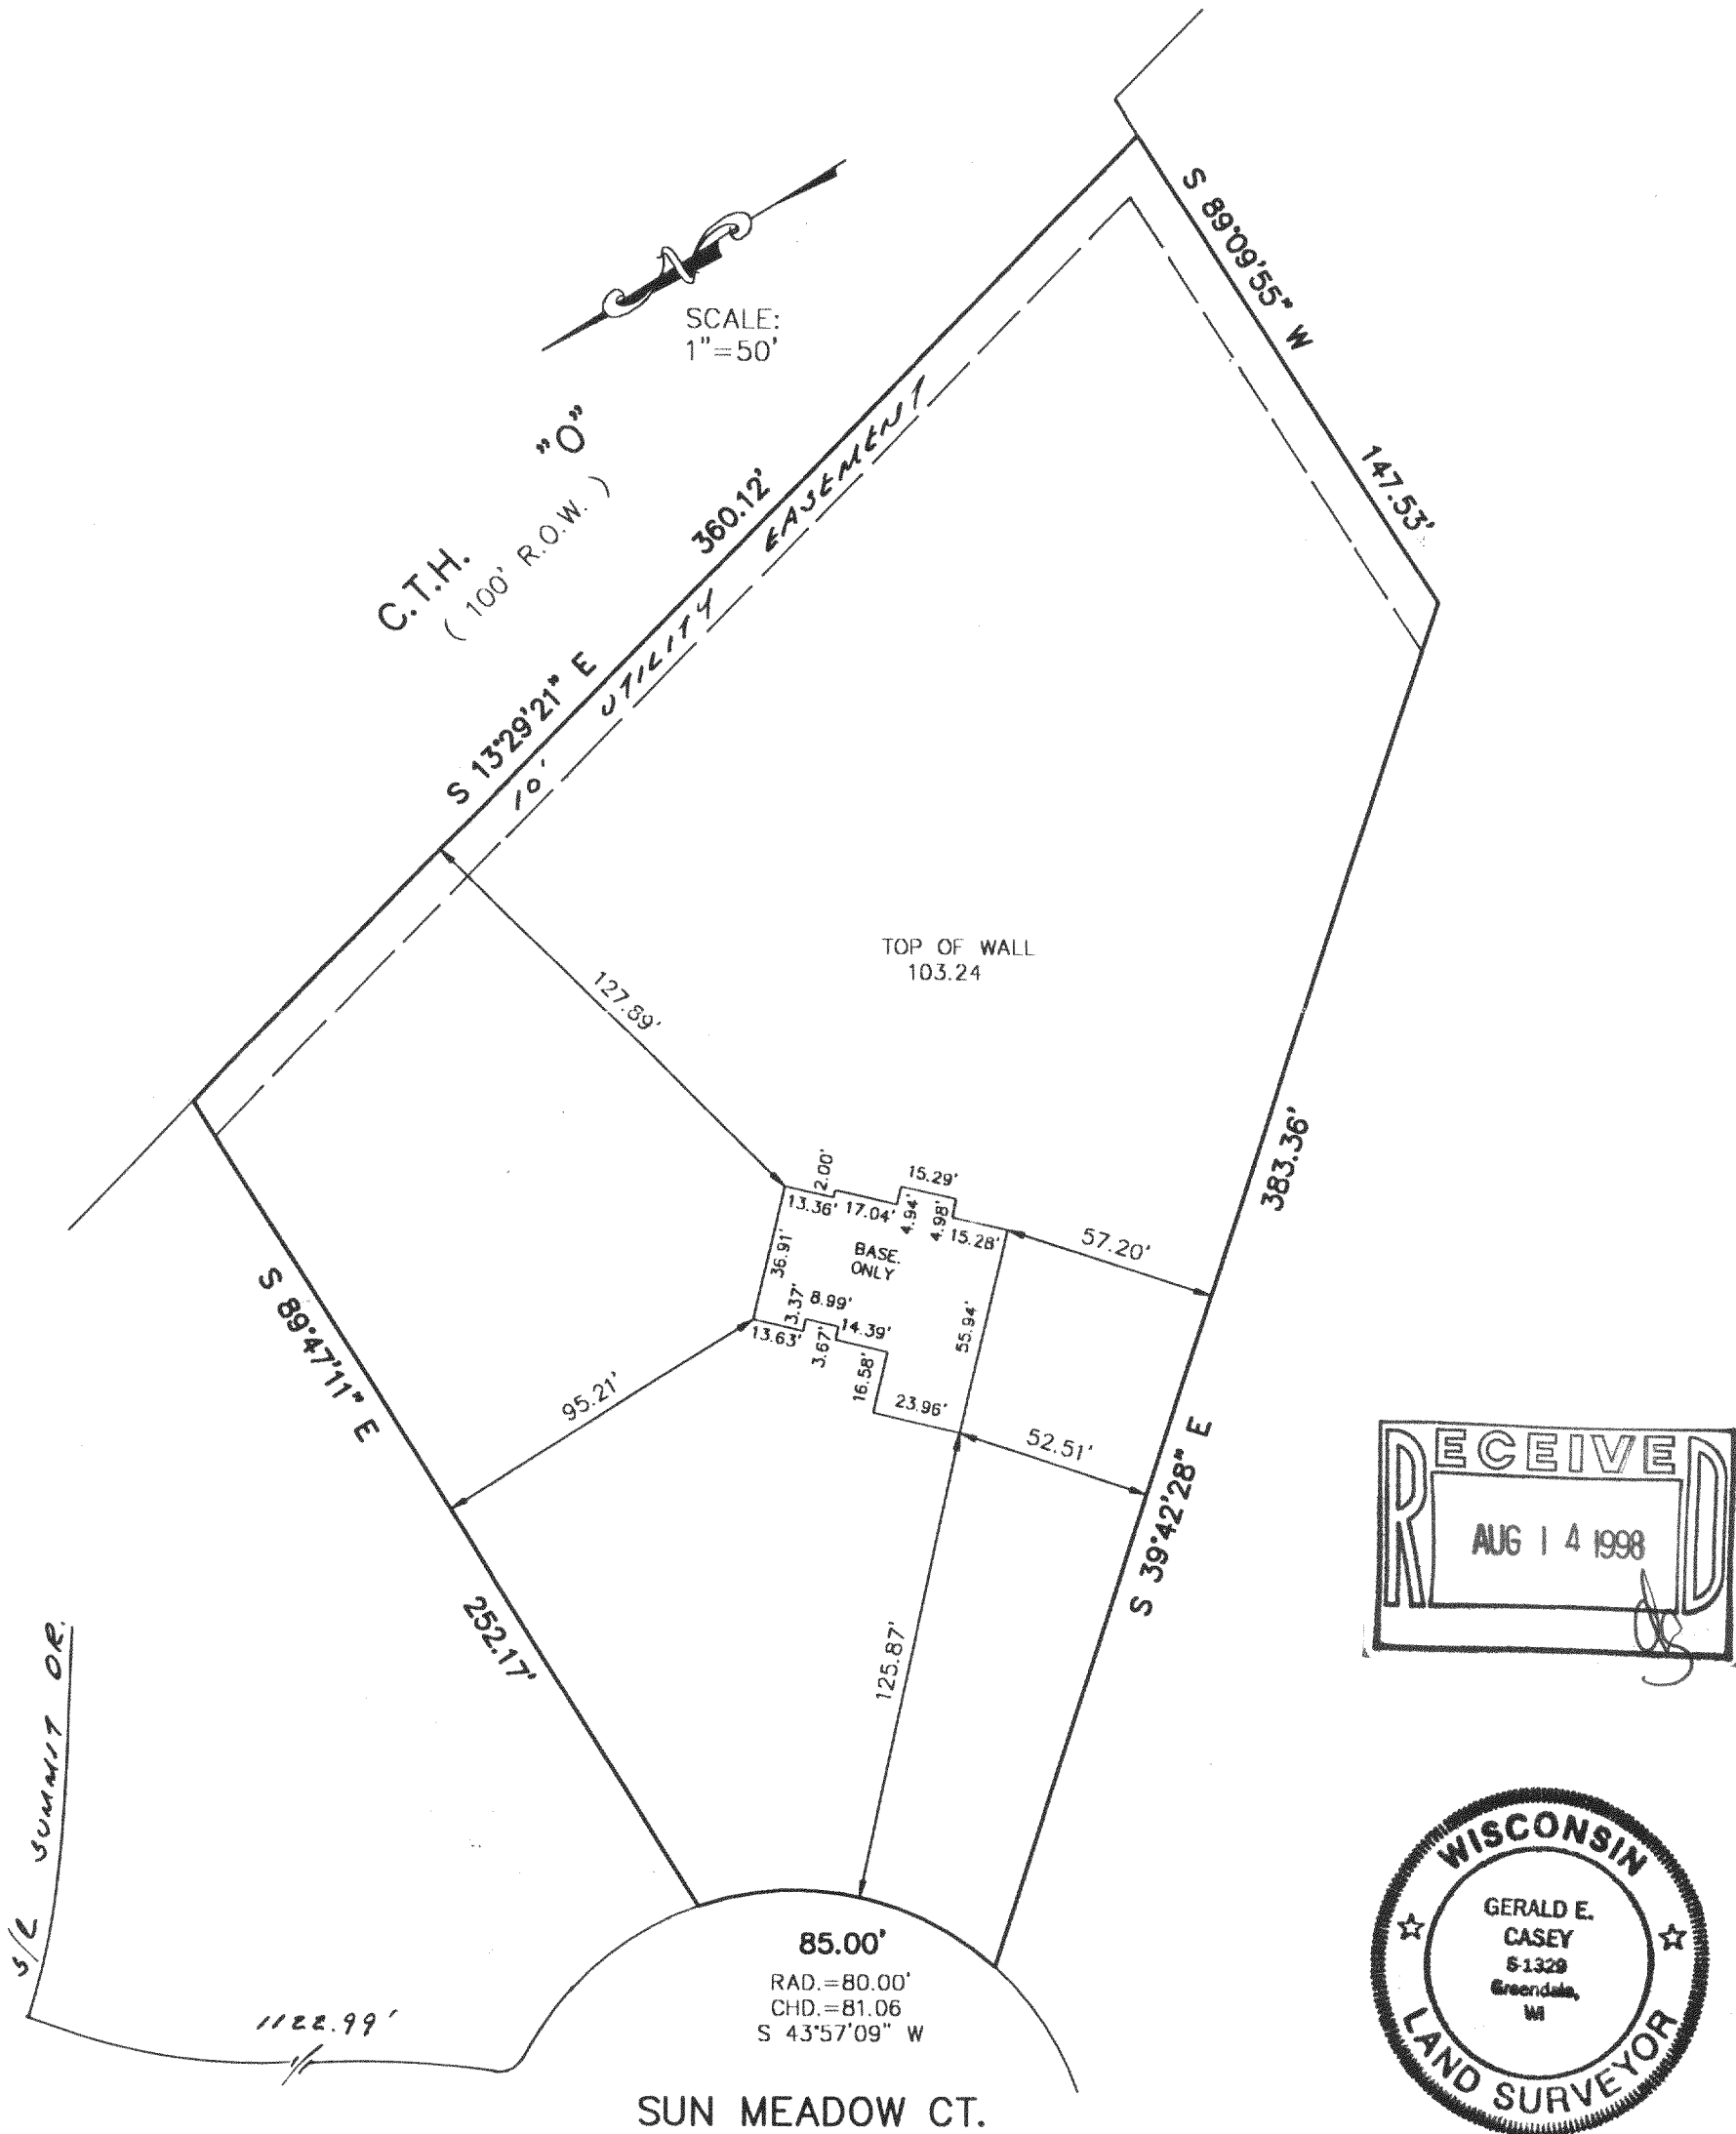 S 89°09'55" W
147.53'
SCALE:
1"=50'
C.T.H. "O"
( 100' R.O.W. )
S 13°29'21" E
360.12'
10' UTILITY EASEMENT
TOP OF WALL
103.24
127.89'
383.36'
S 39°42'28" E
2.00'
15.29'
13.36'
17.04'
4.94'
4.98'
15.28'
57.20'
BASE.
ONLY
36.91'
3.37'
8.99'
14.39'
13.63'
3.67'
55.94'
16.58'
23.96'
52.51'
95.21'
S 89°47'11" E
252.17'
125.87'
RECEIVED
AUG 14 1998
SUMMIT DR.
1122.99'
85.00'
RAD.=80.00'
CHD.=81.06
S 43°57'09" W
SUN MEADOW CT.
WISCONSIN
GERALD E.
CASEY
S-1329
Greendale,
WI
LAND SURVEYOR